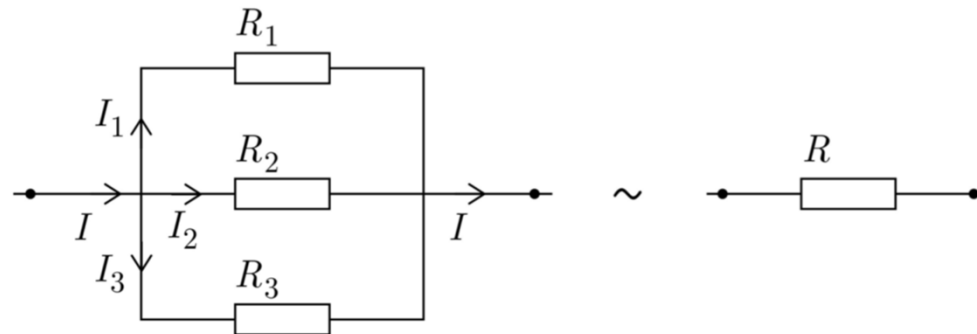 R₁
I₁
R₂
R
I
I₂
I
~
I₃
R₃